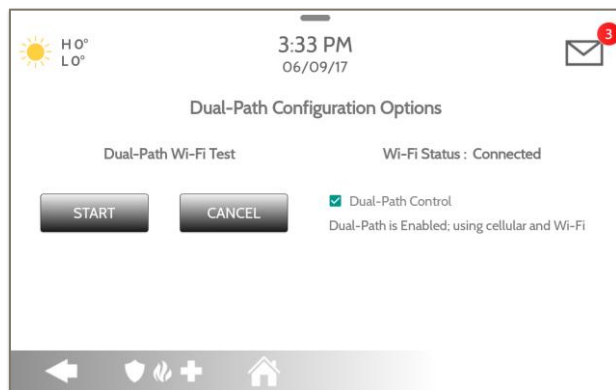 H 0°
L 0°
3:33 PM
06/09/17
3
Dual-Path Configuration Options
Dual-Path Wi-Fi Test
Wi-Fi Status : Connected
START
CANCEL
Dual-Path Control
Dual-Path is Enabled; using cellular and Wi-Fi